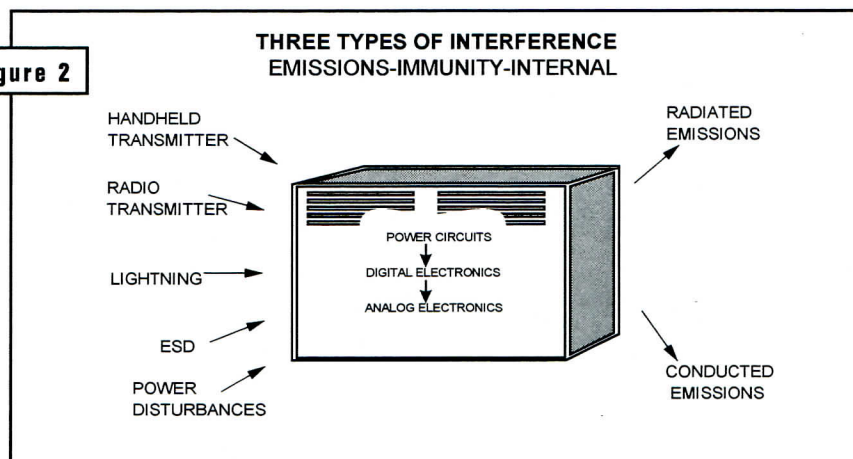 THREE TYPES OF INTERFERENCE
EMISSIONS-IMMUNITY-INTERNAL
gure 2
HANDHELD
TRANSMITTER
RADIO
TRANSMITTER
LIGHTNING
ESD
POWER
DISTURBANCES
POWER CIRCUITS
DIGITAL ELECTRONICS
ANALOG ELECTRONICS
RADIATED
EMISSIONS
CONDUCTED
EMISSIONS